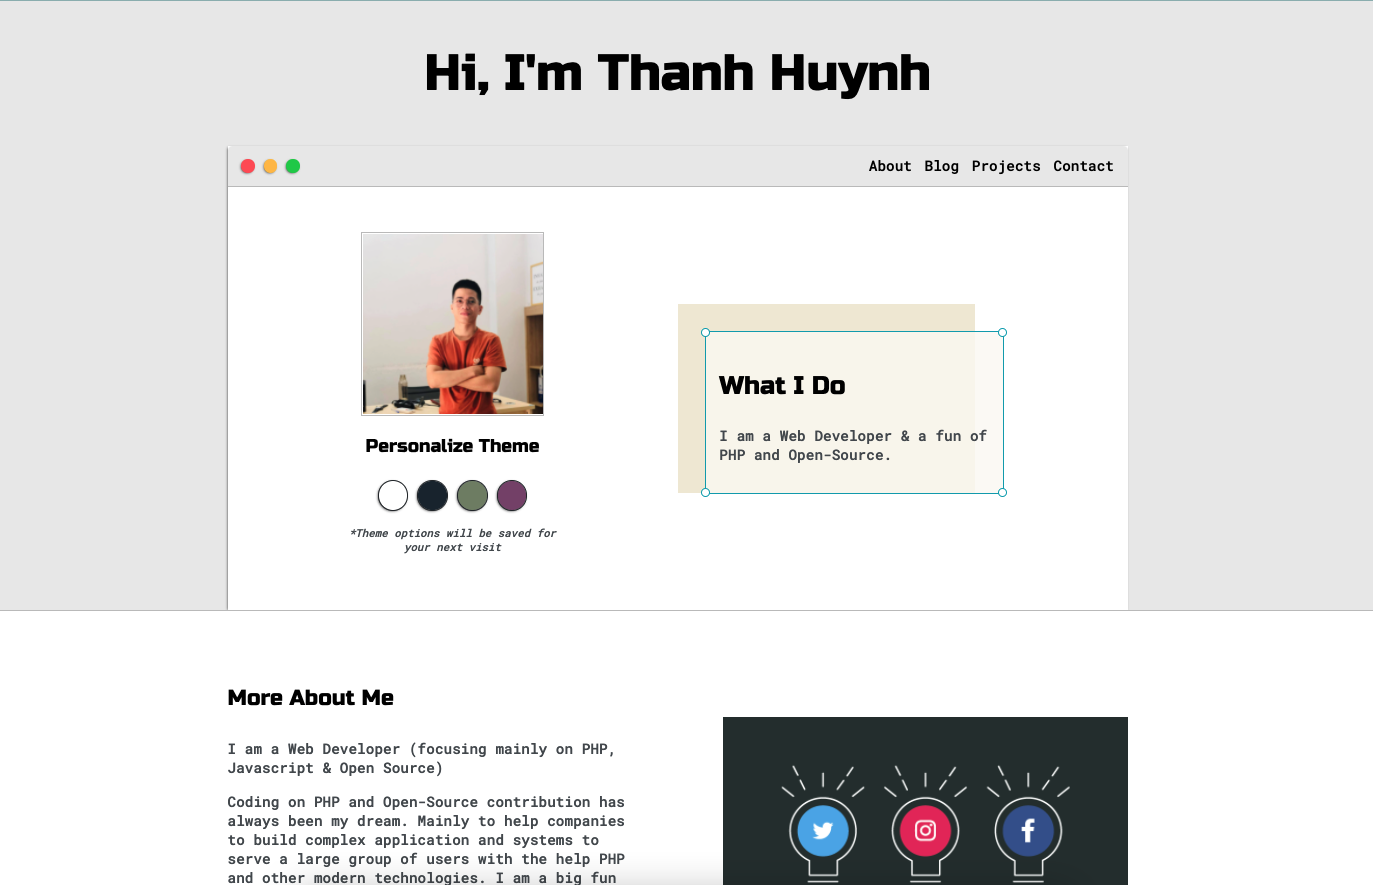 Hi, I'm Thanh Huynh
About Blog Projects Contact
Personalize Theme
*Theme options will be saved for
your next visit
What I Do
I am a Web Developer & a fun of
PHP and Open-Source.
More About Me
I am a Web Developer (focusing mainly on PHP,
Javascript & Open Source)
Coding on PHP and Open-Source contribution has
always been my dream. Mainly to help companies
to build complex application and systems to
serve a large group of users with the help PHP
and other modern technologies. I am a big fun